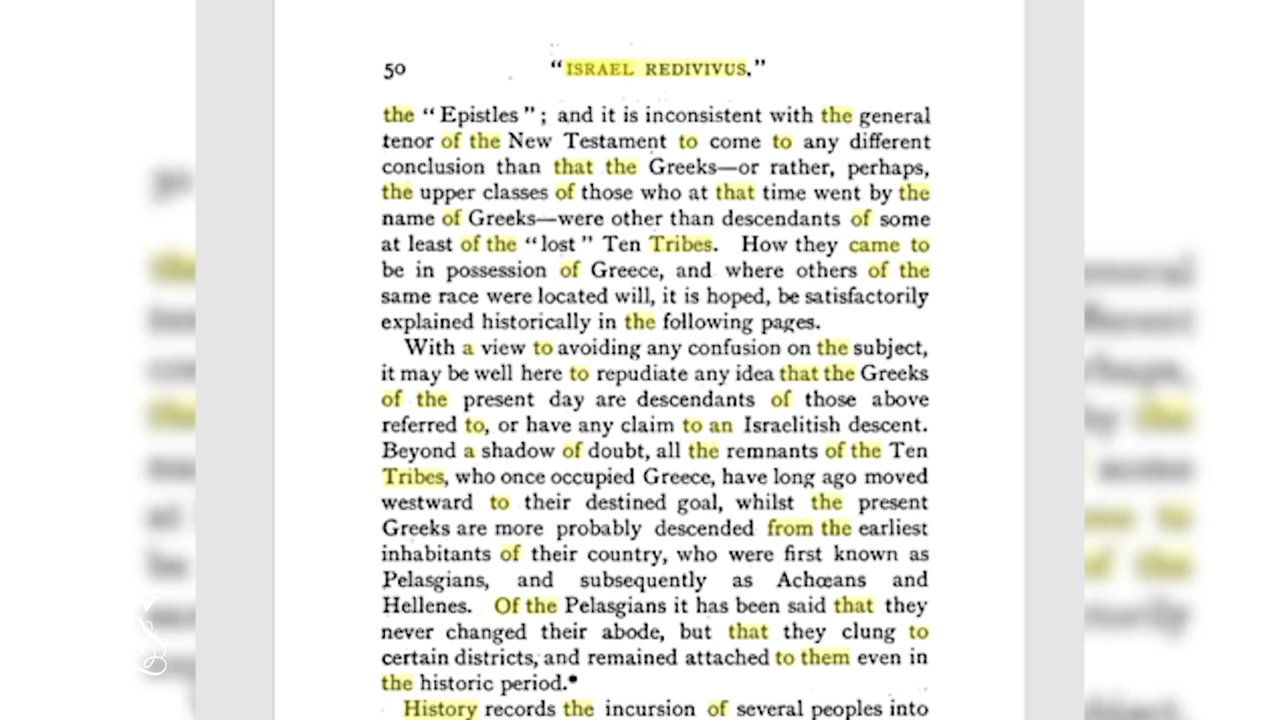 50 "ISRAEL REDIVIVUS."
the "Epistles"; and it is inconsistent with the general
tenor of the New Testament to come to any different
conclusion than that the Greeks—or rather, perhaps,
the upper classes of those who at that time went by the
name of Greeks—were other than descendants of some
at least of the "lost" Ten Tribes. How they came to
be in possession of Greece, and where others of the
same race were located will, it is hoped, be satisfactorily
explained historically in the following pages.
With a view to avoiding any confusion on the subject,
it may be well here to repudiate any idea that the Greeks
of the present day are descendants of those above
referred to, or have any claim to an Israelitish descent.
Beyond a shadow of doubt, all the remnants of the Ten
Tribes, who once occupied Greece, have long ago moved
westward to their destined goal, whilst the present
Greeks are more probably descended from the earliest
inhabitants of their country, who were first known as
Pelasgians, and subsequently as Achœans and
Hellenes. Of the Pelasgians it has been said that they
never changed their abode, but that they clung to
certain districts, and remained attached to them even in
the historic period.*
History records the incursion of several peoples into